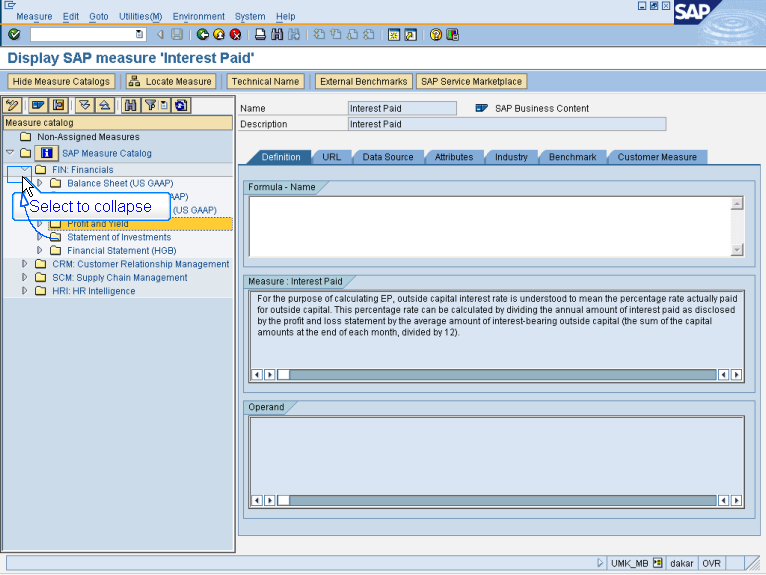 Measure Edit Goto Utilities(M) Environment System Help
SAP
Display SAP measure 'Interest Paid'
Hide Measure Catalogs Locate Measure Technical Name External Benchmarks SAP Service Marketplace
Measure catalog
Non-Assigned Measures
SAP Measure Catalog
FIN: Financials
Balance Sheet (US GAAP)
AAP)
(US GAAP)
Select to collapse
Profit and Yield
Statement of Investments
Financial Statement (HGB)
CRM: Customer Relationship Management
SCM: Supply Chain Management
HRI: HR Intelligence
Name Interest Paid SAP Business Content
Description Interest Paid
Definition URL Data Source Attributes Industry Benchmark Customer Measure
Formula - Name
Measure : Interest Paid
For the purpose of calculating EP, outside capital interest rate is understood to mean the percentage rate actually paid
for outside capital. This percentage rate can be calculated by dividing the annual amount of interest paid as disclosed
by the profit and loss statement by the average amount of interest-bearing outside capital (the sum of the capital
amounts at the end of each month, divided by 12).
Operand
UMK_MB dakar OVR